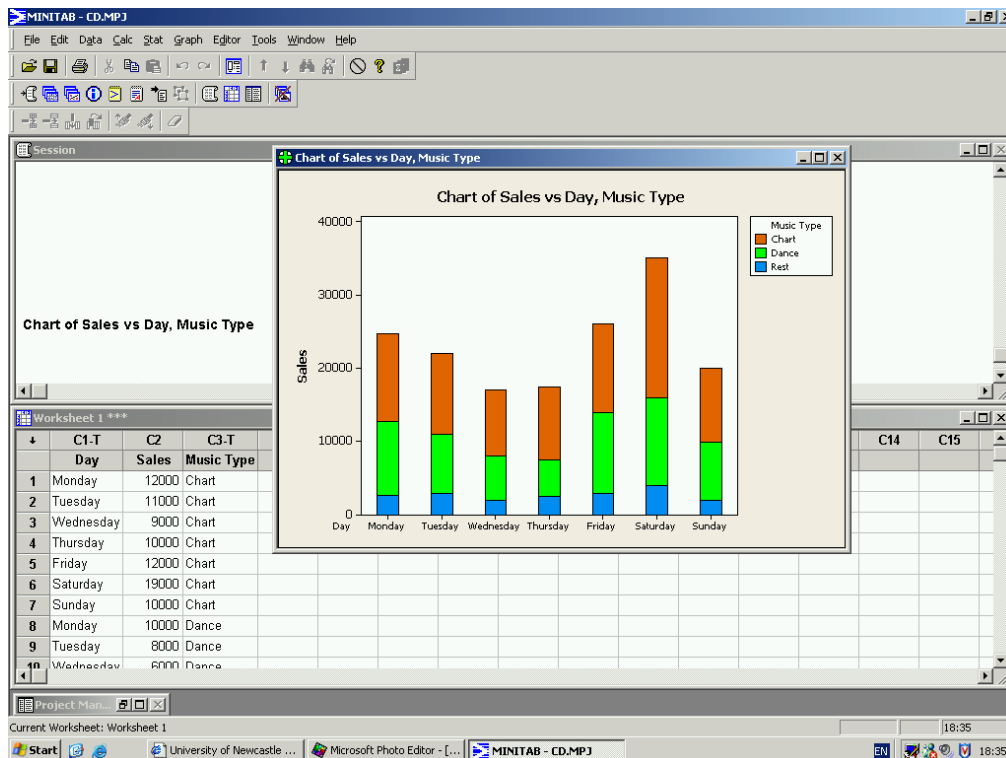 MINITAB - CD.MPJ
File Edit Data Calc Stat Graph Editor Tools Window Help
Session
Chart of Sales vs Day, Music Type
Chart of Sales vs Day, Music Type
Chart of Sales vs Day, Music Type
Music Type
Chart
Dance
Rest
Sales
40000
30000
20000
10000
0
Day Monday Tuesday Wednesday Thursday Friday Saturday Sunday
Worksheet 1 ***
C1-T C2 C3-T C14 C15
Day Sales Music Type
1 Monday 12000 Chart
2 Tuesday 11000 Chart
3 Wednesday 9000 Chart
4 Thursday 10000 Chart
5 Friday 12000 Chart
6 Saturday 19000 Chart
7 Sunday 10000 Chart
8 Monday 10000 Dance
9 Tuesday 8000 Dance
10 Wednesday 6000 Dance
Project Man...
Current Worksheet: Worksheet 1 18:35
Start University of Newcastle ... Microsoft Photo Editor - [... MINITAB - CD.MPJ EN 18:35